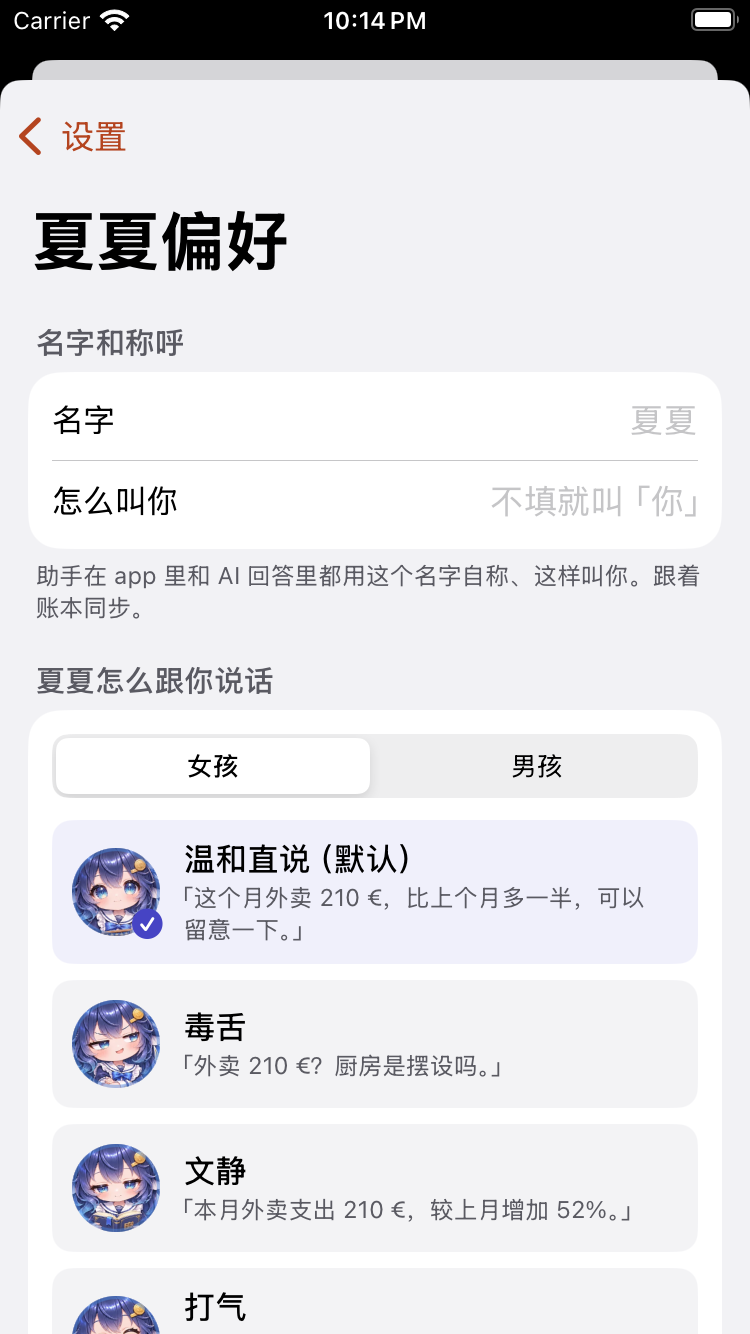 Carrier 10:14 PM
设置
夏夏偏好
名字和称呼
名字 夏夏
怎么叫你 不填就叫「你」
助手在 app 里和 AI 回答里都用这个名字自称、这样叫你。跟着
账本同步。
夏夏怎么跟你说话
女孩 男孩
温和直说（默认）
「这个月外卖 210 €，比上个月多一半，可以
留意一下。」
毒舌
「外卖 210 €？厨房是摆设吗。」
文静
「本月外卖支出 210 €，较上月增加 52%。」
打气